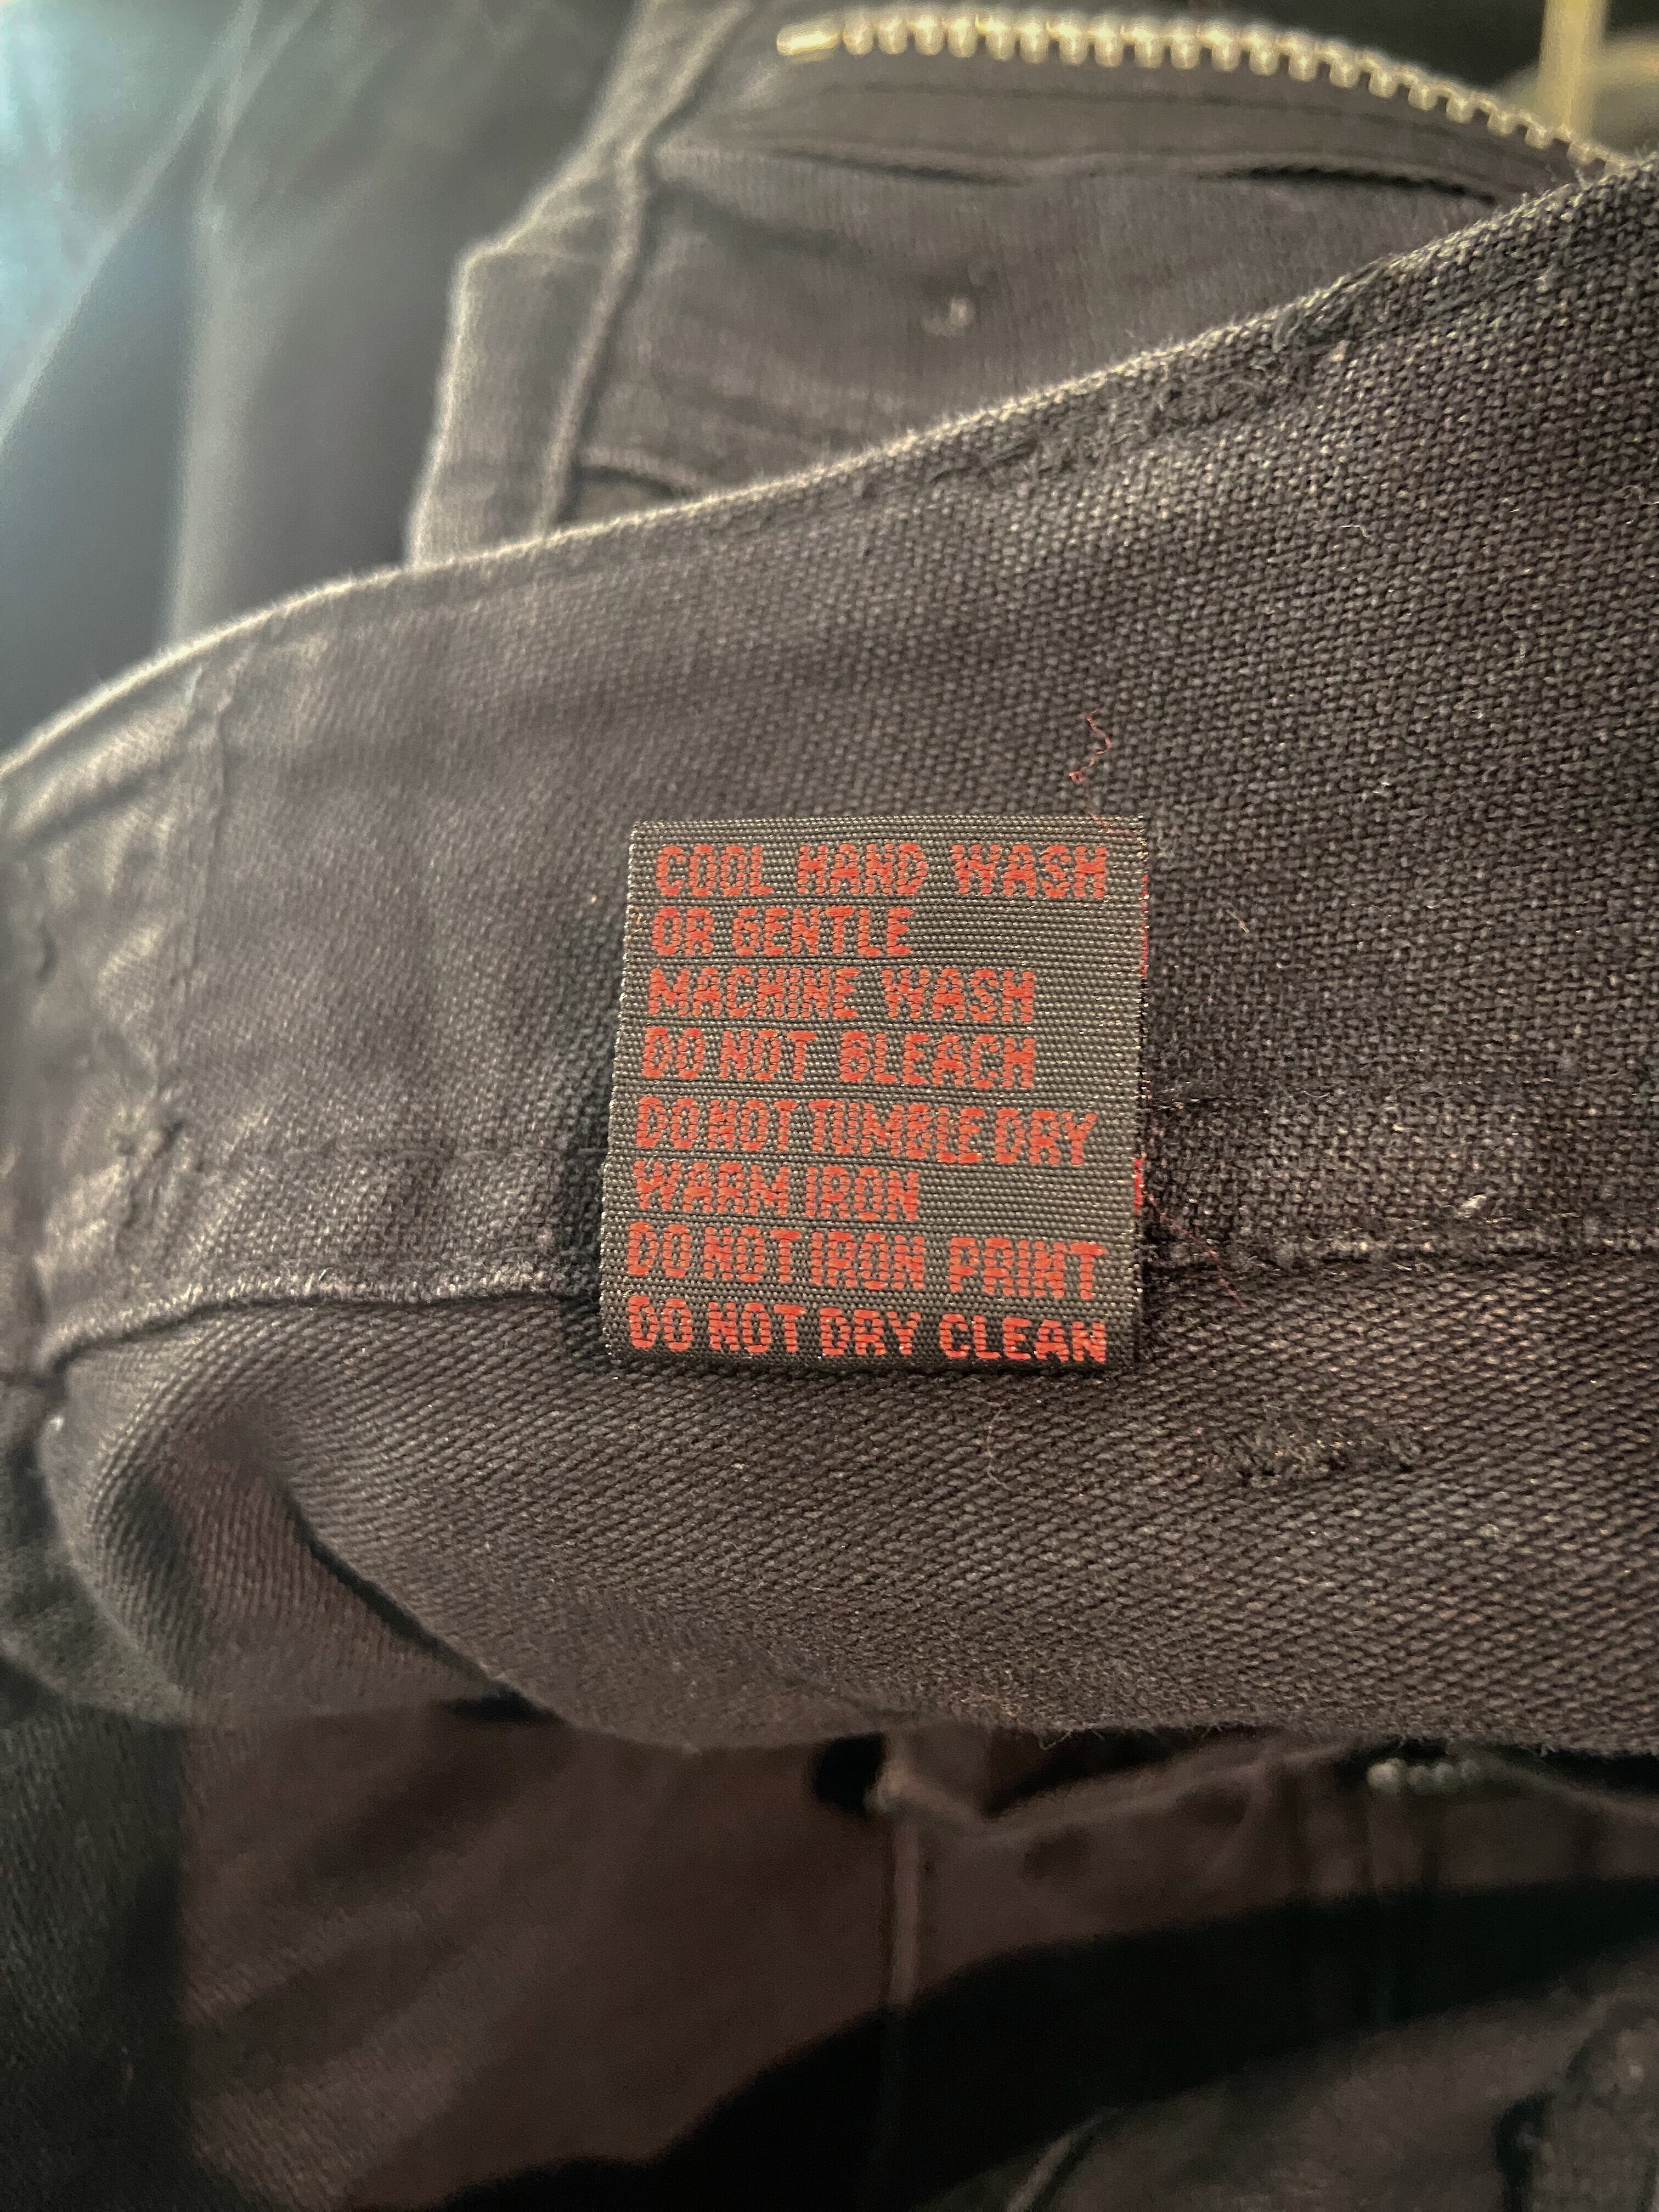 COOL HAND WASH
OR GENTLE
MACHINE WASH
DO NOT BLEACH
DO NOT TUMBLE DRY
WARM IRON
DO NOT IRON PRINT
DO NOT DRY CLEAN